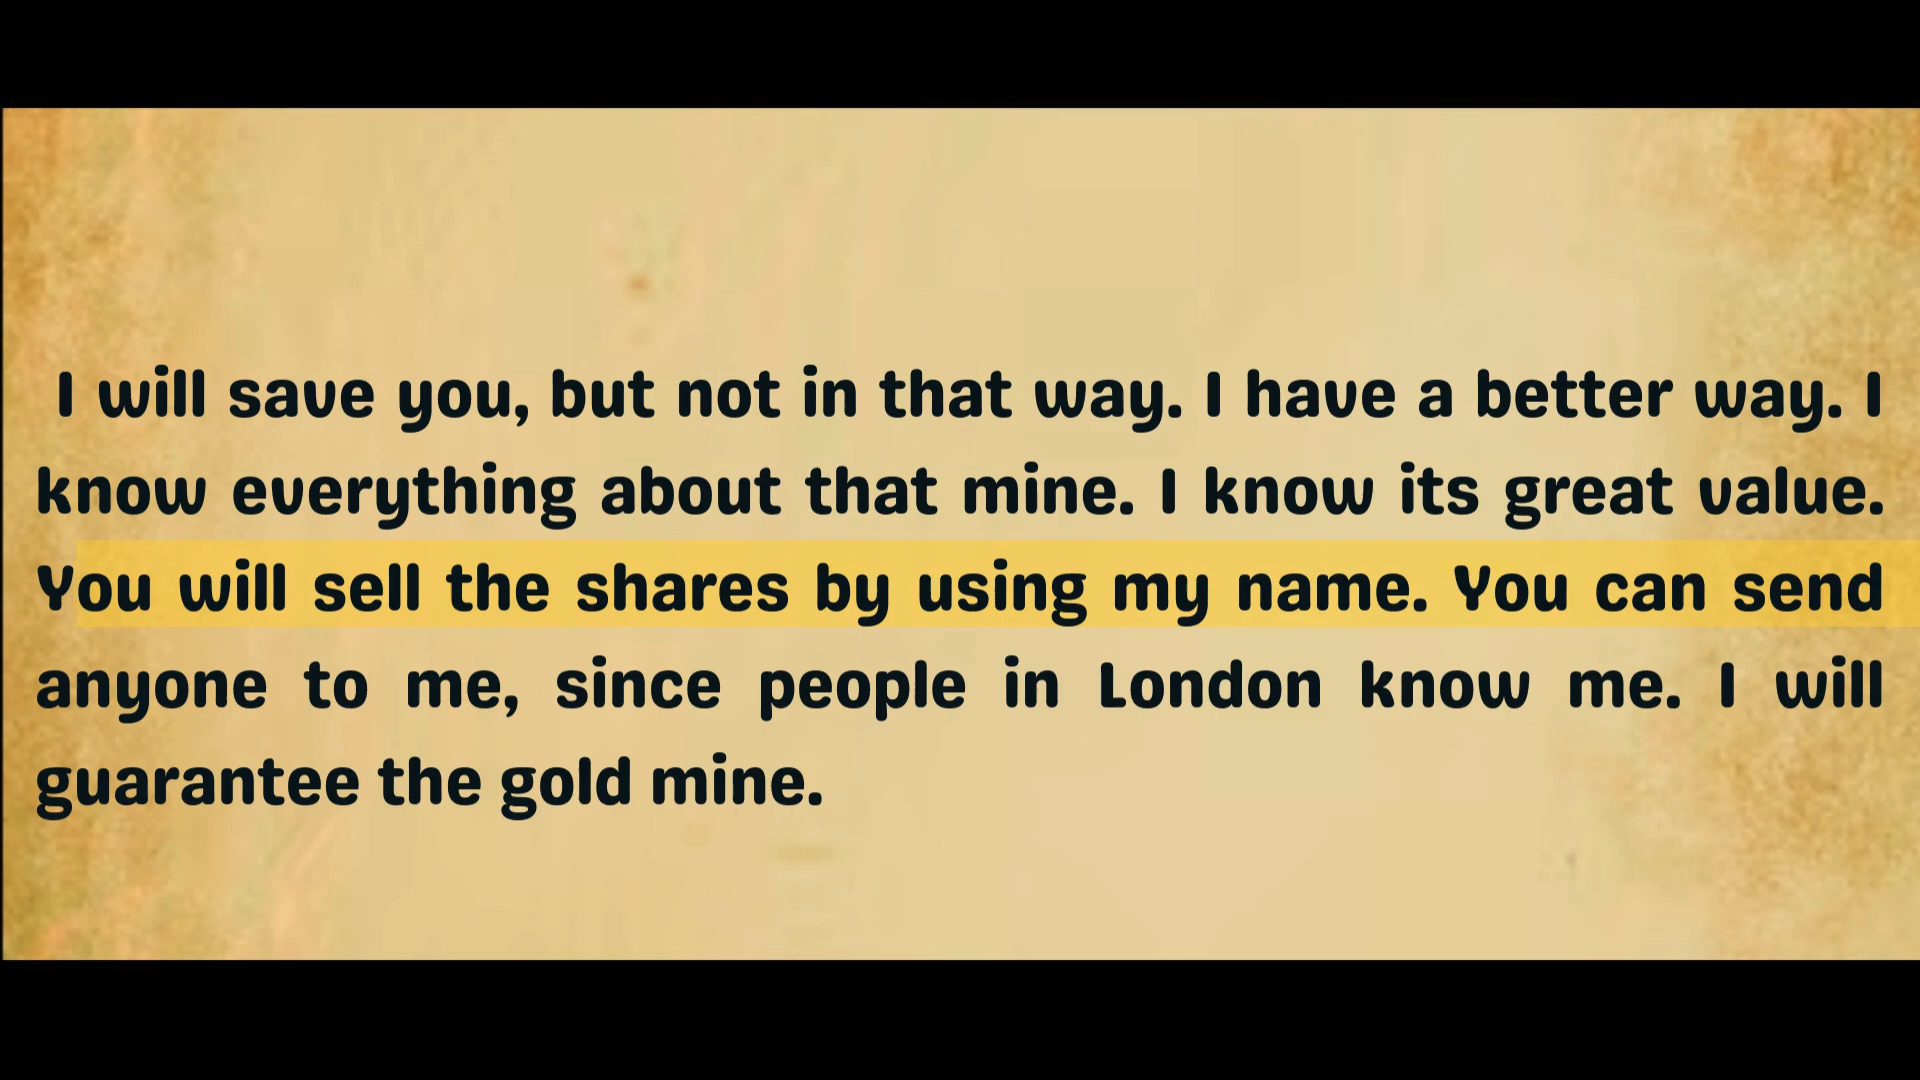 I will save you, but not in that way. I have a better way. I
know everything about that mine. I know its great value.
You will sell the shares by using my name. You can send
anyone to me, since people in London know me. I will
guarantee the gold mine.